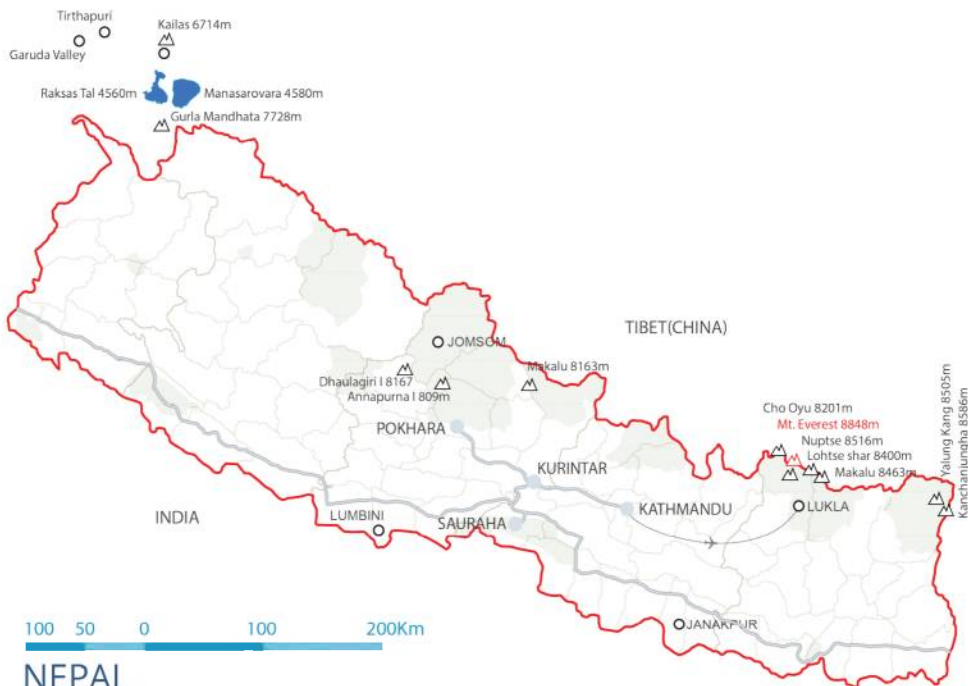 Tirthapuri
Kailas 6714m
Garuda Valley
Raksas Tal 4560m
Manasarovara 4580m
Gurla Mandhata 7728m
TIBET(CHINA)
JOMSOM
Dhaulagiri I 8167
Makalu 8163m
Annapurna I 809m
Cho Oyu 8201m
Mt. Everest 8848m
POKHARA
Nuptse 8516m
Lohtse shar 8400m
KURINTAR
Makalu 8463m
Yalung Kang 8505m
Kanchanjungha 8586m
INDIA
LUMBINI
SAURAHA
KATHMANDU
LUKLA
JANAKPUR
100 50 0 100 200Km
NEPAL